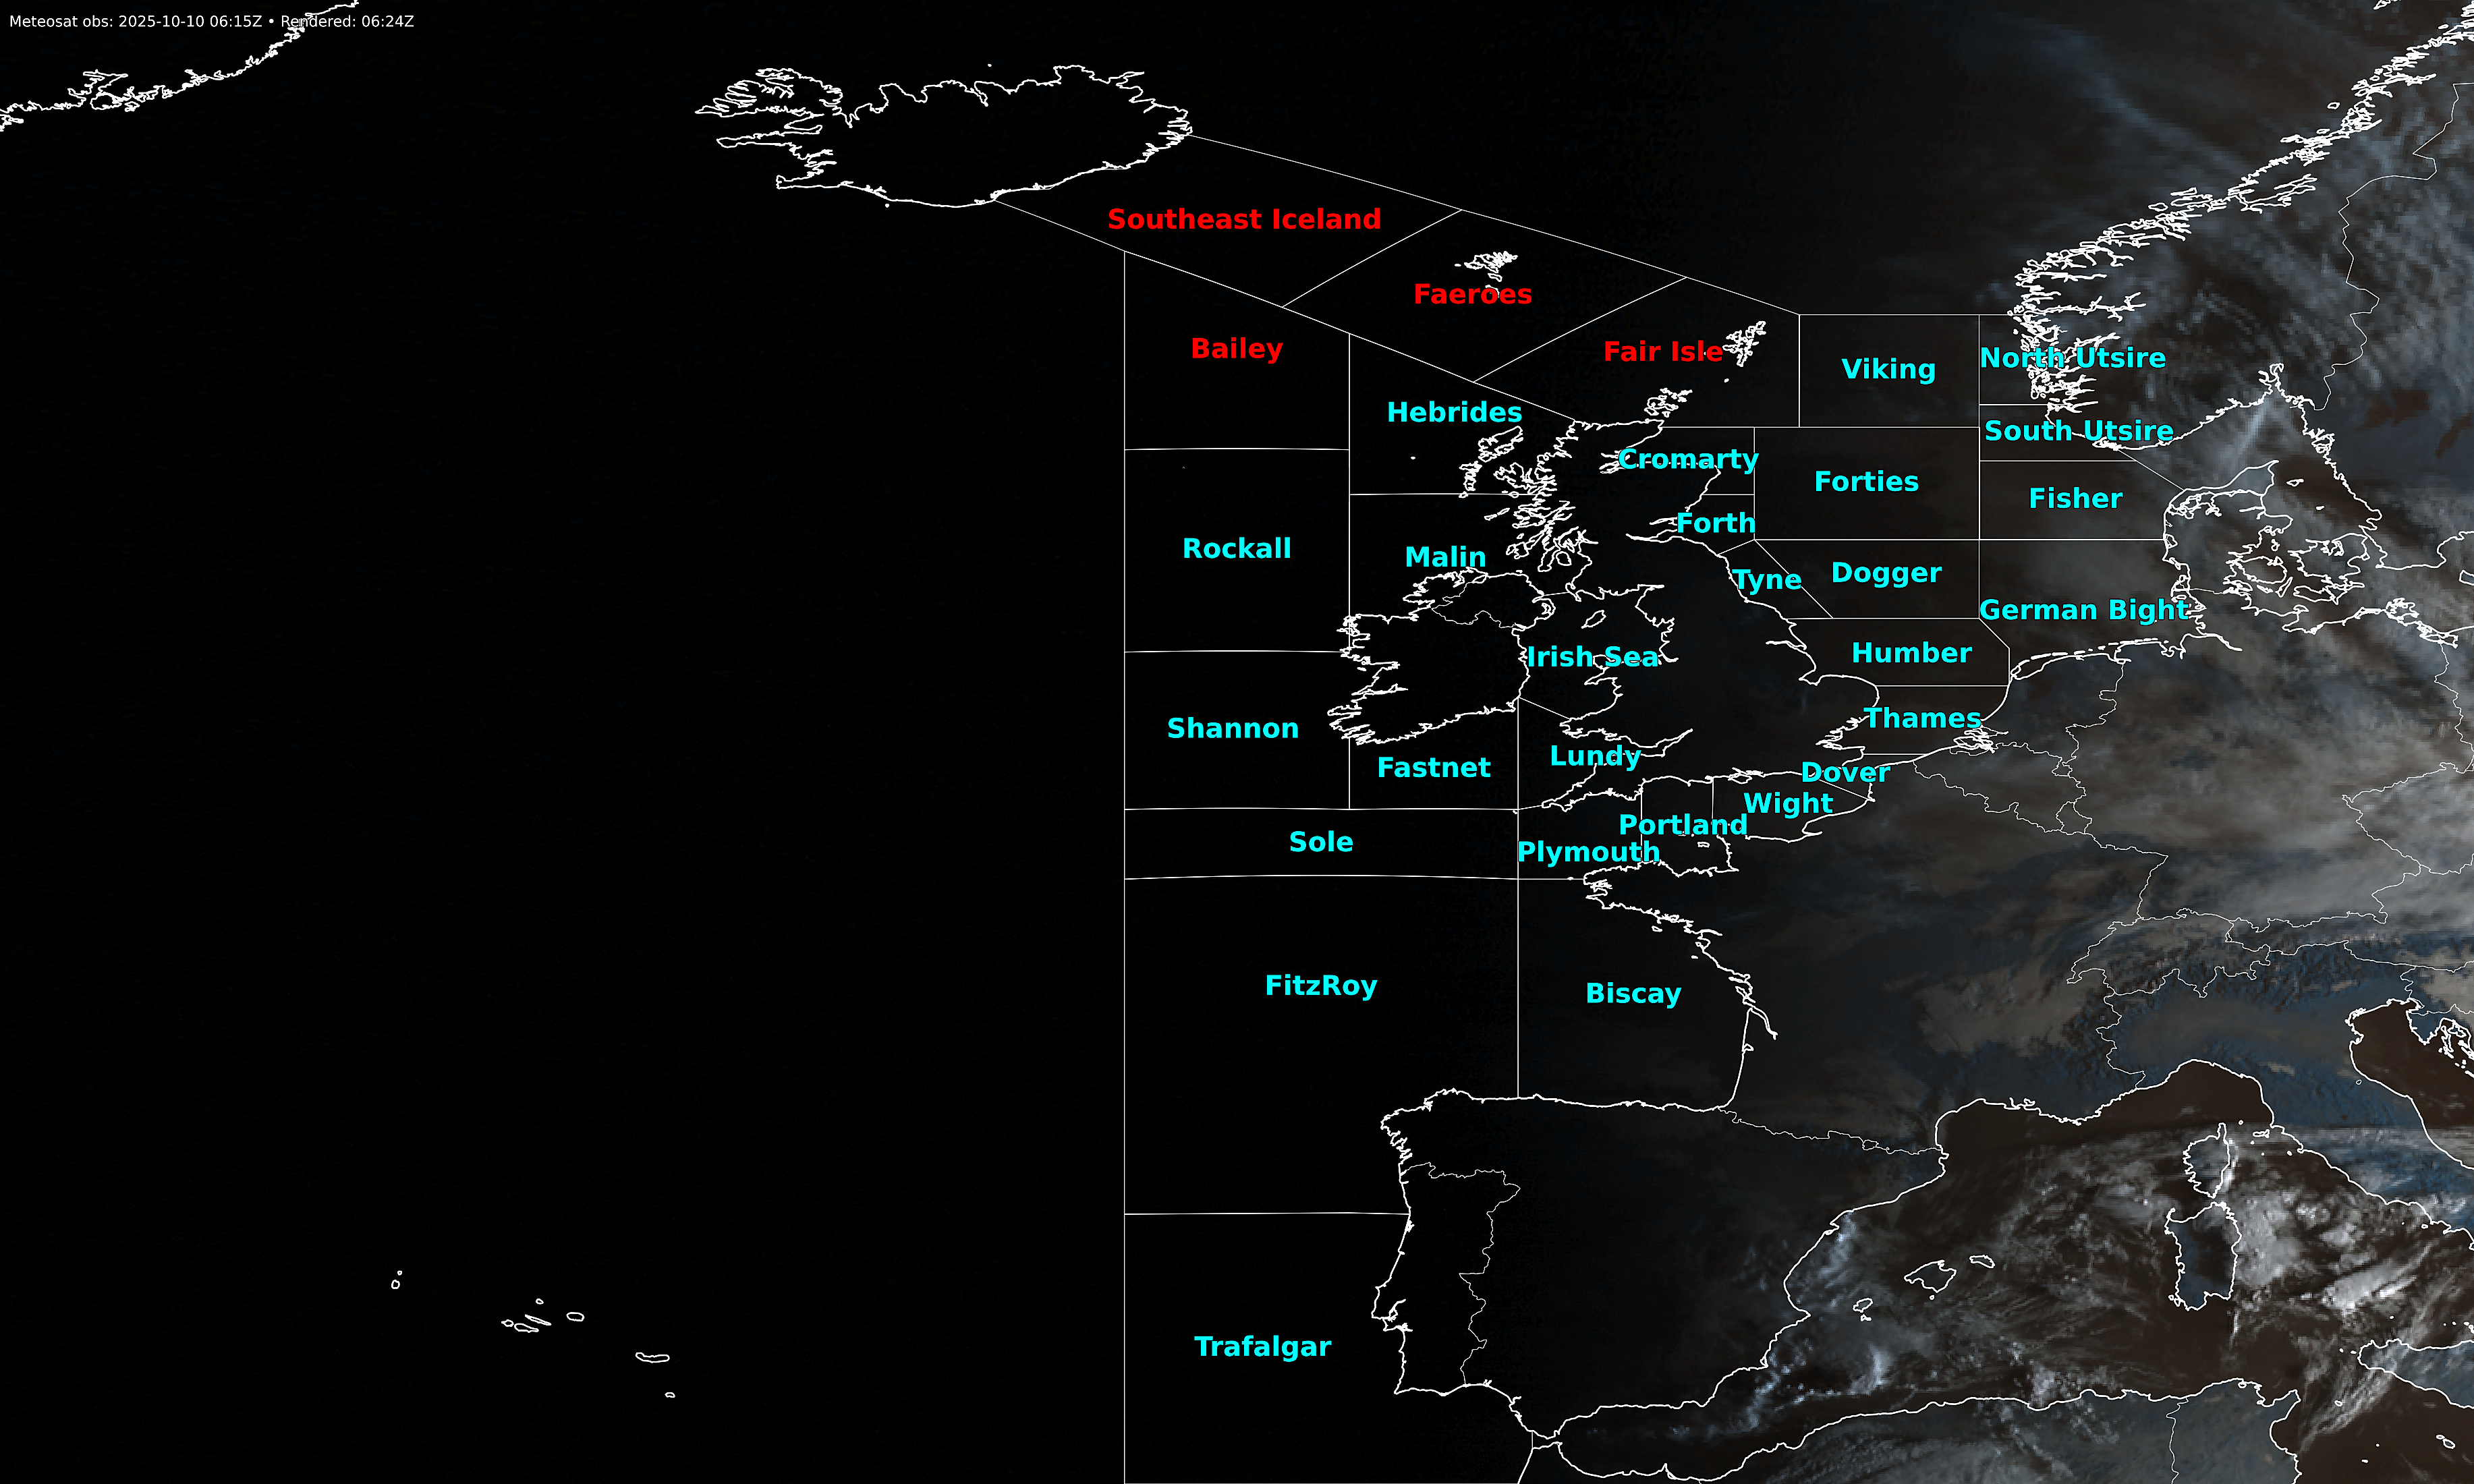 Meteosat obs: 2025-10-10 06:15Z • Rendered: 06:24Z
Southeast Iceland
Faeroes
Bailey
Fair Isle
Viking
North Utsire
Hebrides
South Utsire
Cromarty
Forties
Fisher
Forth
Rockall
Malin
Tyne
Dogger
German Bight
Irish Sea
Humber
Shannon
Thames
Fastnet
Lundy
Dover
Wight
Portland
Sole
Plymouth
FitzRoy
Biscay
Trafalgar